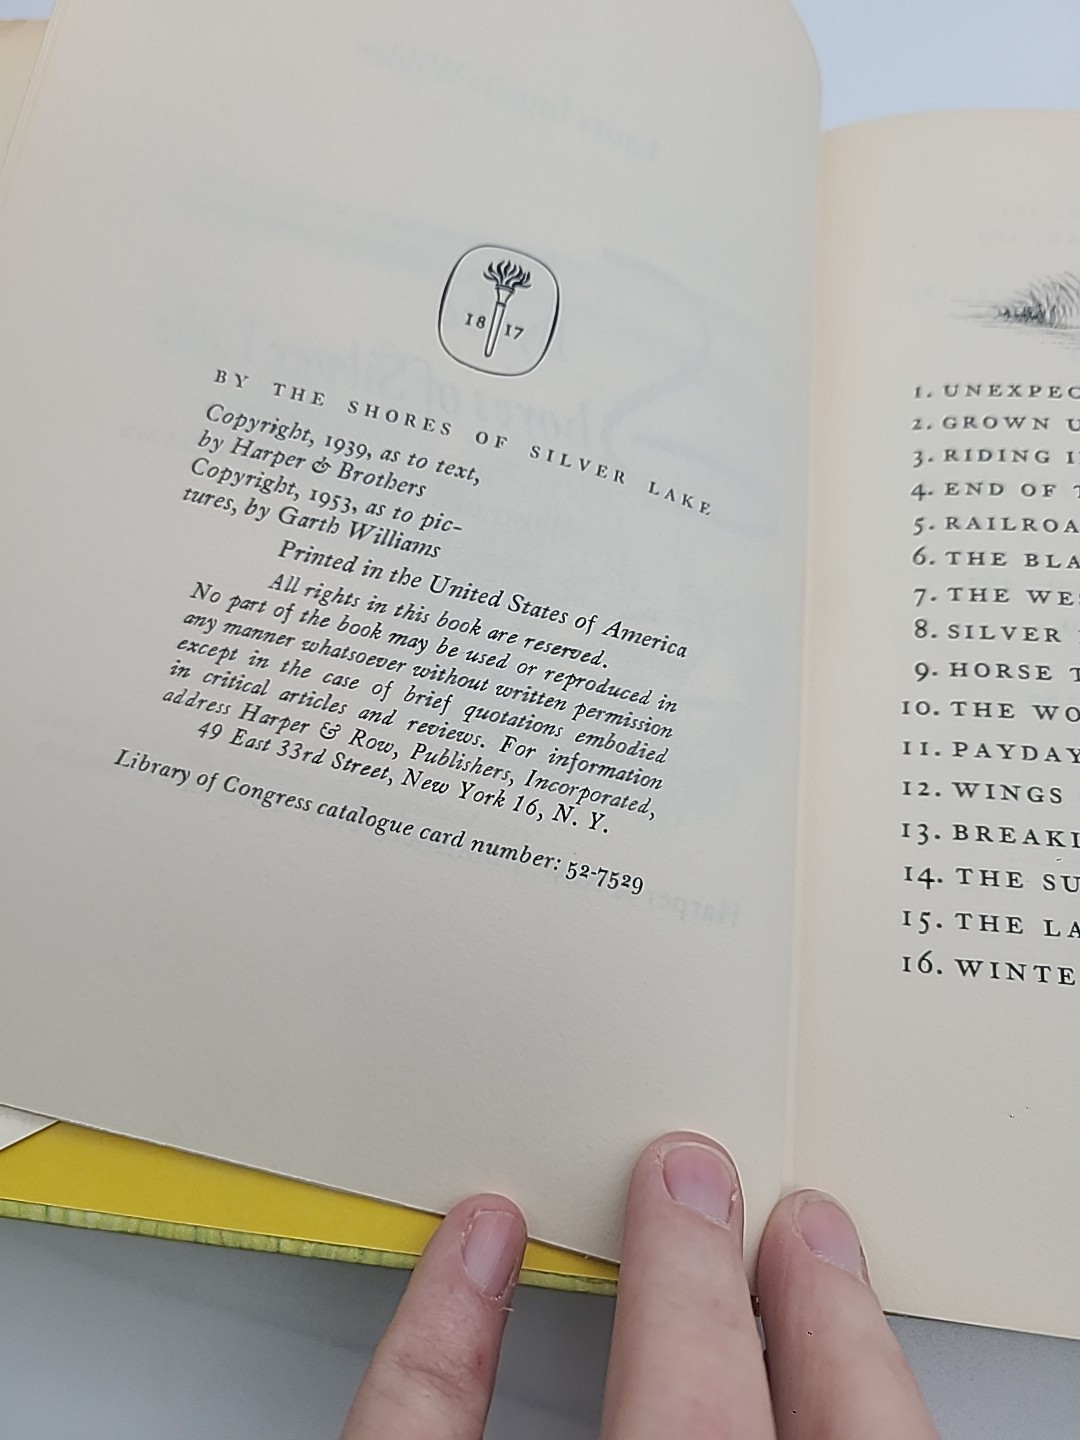 18 17
BY THE SHORES OF SILVER LAKE
Copyright, 1939, as to text,
by Harper & Brothers
Copyright, 1953, as to pic-
tures, by Garth Williams
Printed in the United States of America
All rights in this book are reserved.
No part of the book may be used or reproduced in
any manner whatsoever without written permission
except in the case of brief quotations embodied
in critical articles and reviews. For information
address Harper & Row, Publishers, Incorporated,
49 East 33rd Street, New York 16, N. Y.
Library of Congress catalogue card number: 52-7529
1. UNEXPEC
2. GROWN U
3. RIDING I
4. END OF T
5. RAILROA
6. THE BLA
7. THE WES
8. SILVER
9. HORSE T
10. THE WO
11. PAYDAY
12. WINGS
13. BREAKI
14. THE SU
15. THE LA
16. WINTE